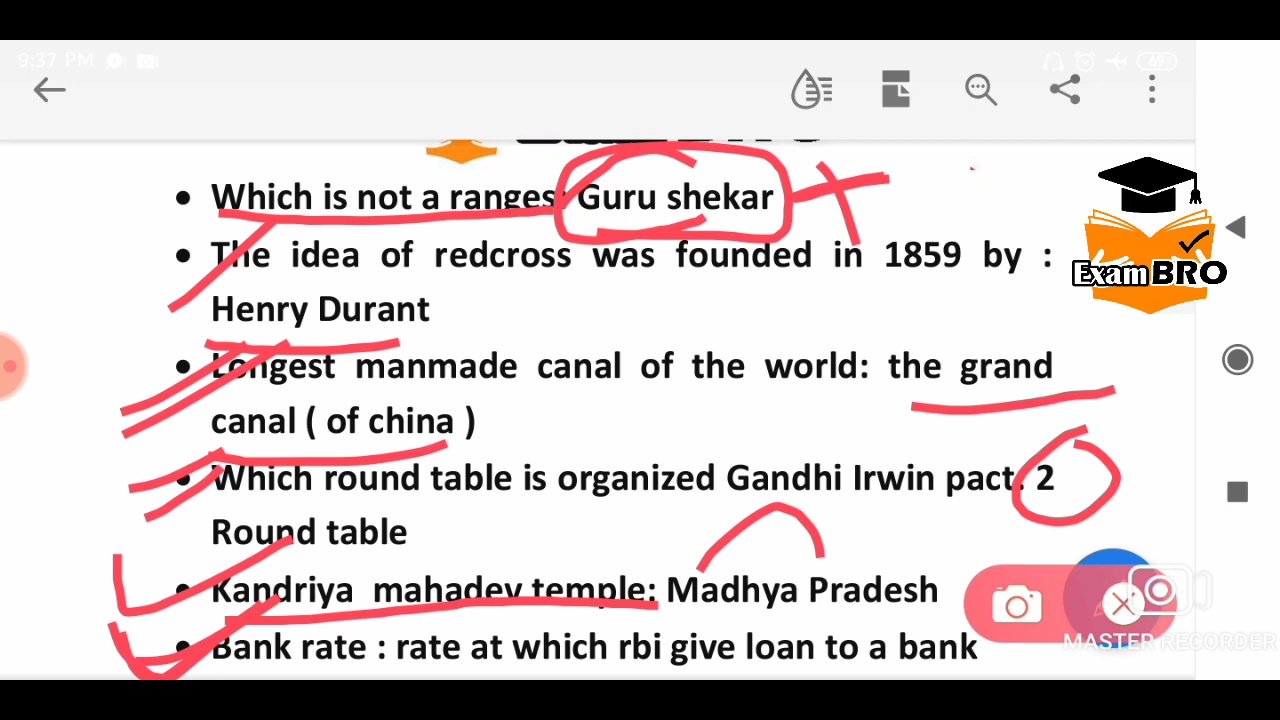 9:37 PM
69
• Which is not a ranges: Guru shekar
• The idea of redcross was founded in 1859 by :
Henry Durant
• Longest manmade canal of the world: the grand
canal ( of china )
• Which round table is organized Gandhi Irwin pact: 2
Round table
• Kandriya mahadev temple: Madhya Pradesh
• Bank rate : rate at which rbi give loan to a bank
Exam BRO
MASTER RECORDER